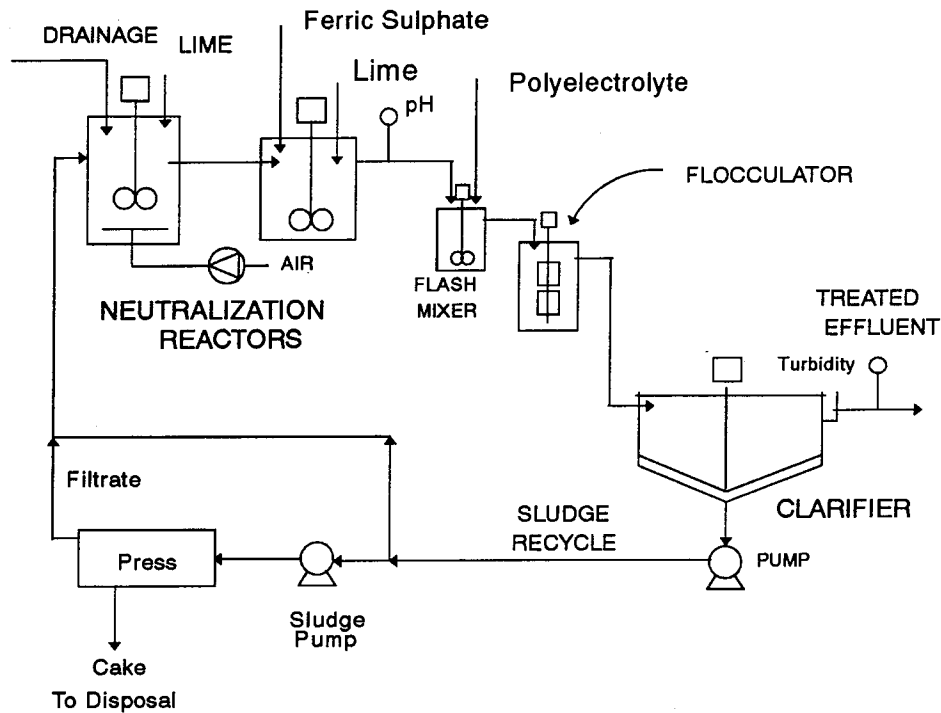 Ferric Sulphate
DRAINAGE
LIME
Lime
Polyelectrolyte
pH
FLOCCULATOR
AIR
FLASH
MIXER
NEUTRALIZATION
REACTORS
TREATED
EFFLUENT
Turbidity
Filtrate
CLARIFIER
SLUDGE
RECYCLE
Press
PUMP
Sludge
Pump
Cake
To Disposal